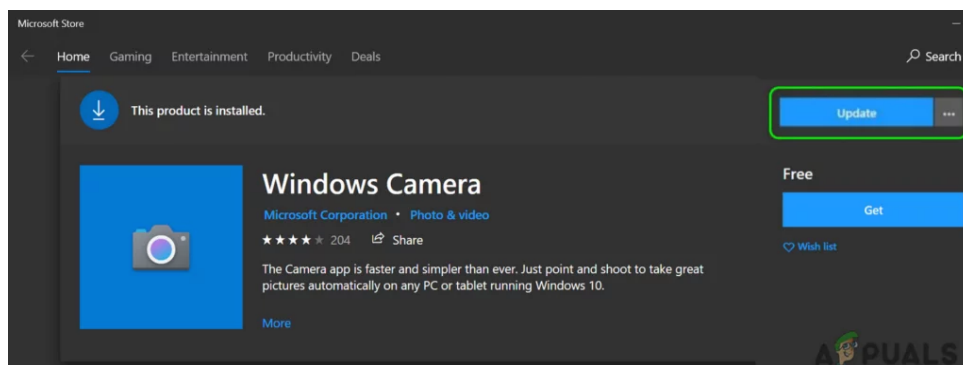 Microsoft Store
Home Gaming Entertainment Productivity Deals Search
This product is installed.
Update ...
Windows Camera
Microsoft Corporation • Photo & video
204 Share
The Camera app is faster and simpler than ever. Just point and shoot to take great
pictures automatically on any PC or tablet running Windows 10.
More
Free
Get
Wish list
APPUALS